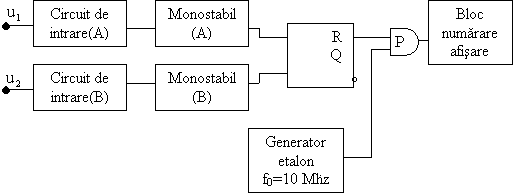 u1
Circuit de
intrare(A)
Monostabil
(A)
R
Q
P
Bloc
numărare
afişare
u2
Circuit de
intrare(B)
Monostabil
(B)
Generator
etalon
f0=10 Mhz